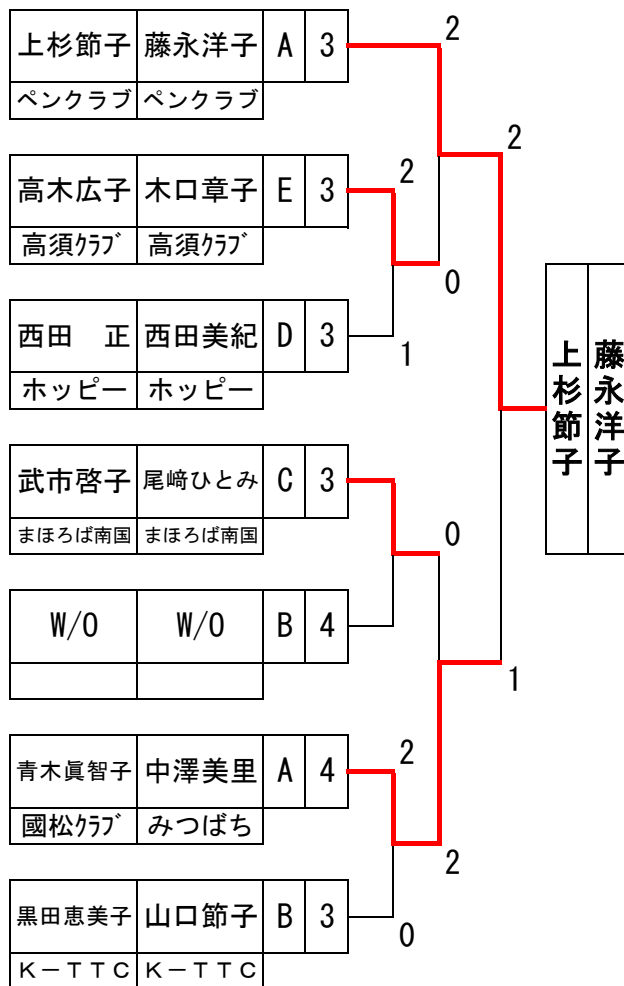 上杉節子 藤永洋子 A 3
ペンクラブ ペンクラブ
2
2
高木広子 木口章子 E 3
高須ｸﾗﾌﾞ 高須ｸﾗﾌﾞ
2
0
西田　正 西田美紀 D 3
ホッピー ホッピー
1
上杉節子
藤永洋子
武市啓子 尾﨑ひとみ C 3
まほろば南国 まほろば南国
0
W/O W/O B 4
1
青木眞智子 中澤美里 A 4
國松ｸﾗﾌﾞ みつばち
2
2
黒田恵美子 山口節子 B 3
K－TTC K－TTC
0